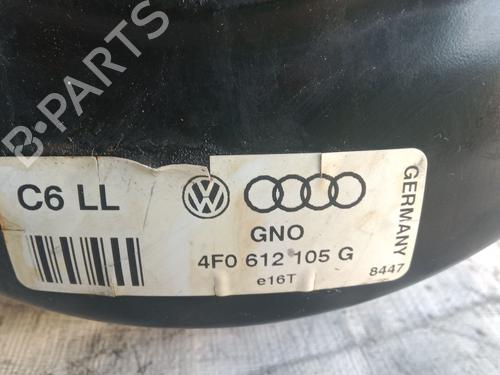 B-PARTS
C6 LL
GNO
4F0 612 105 G
e16T
GERMANY
8447